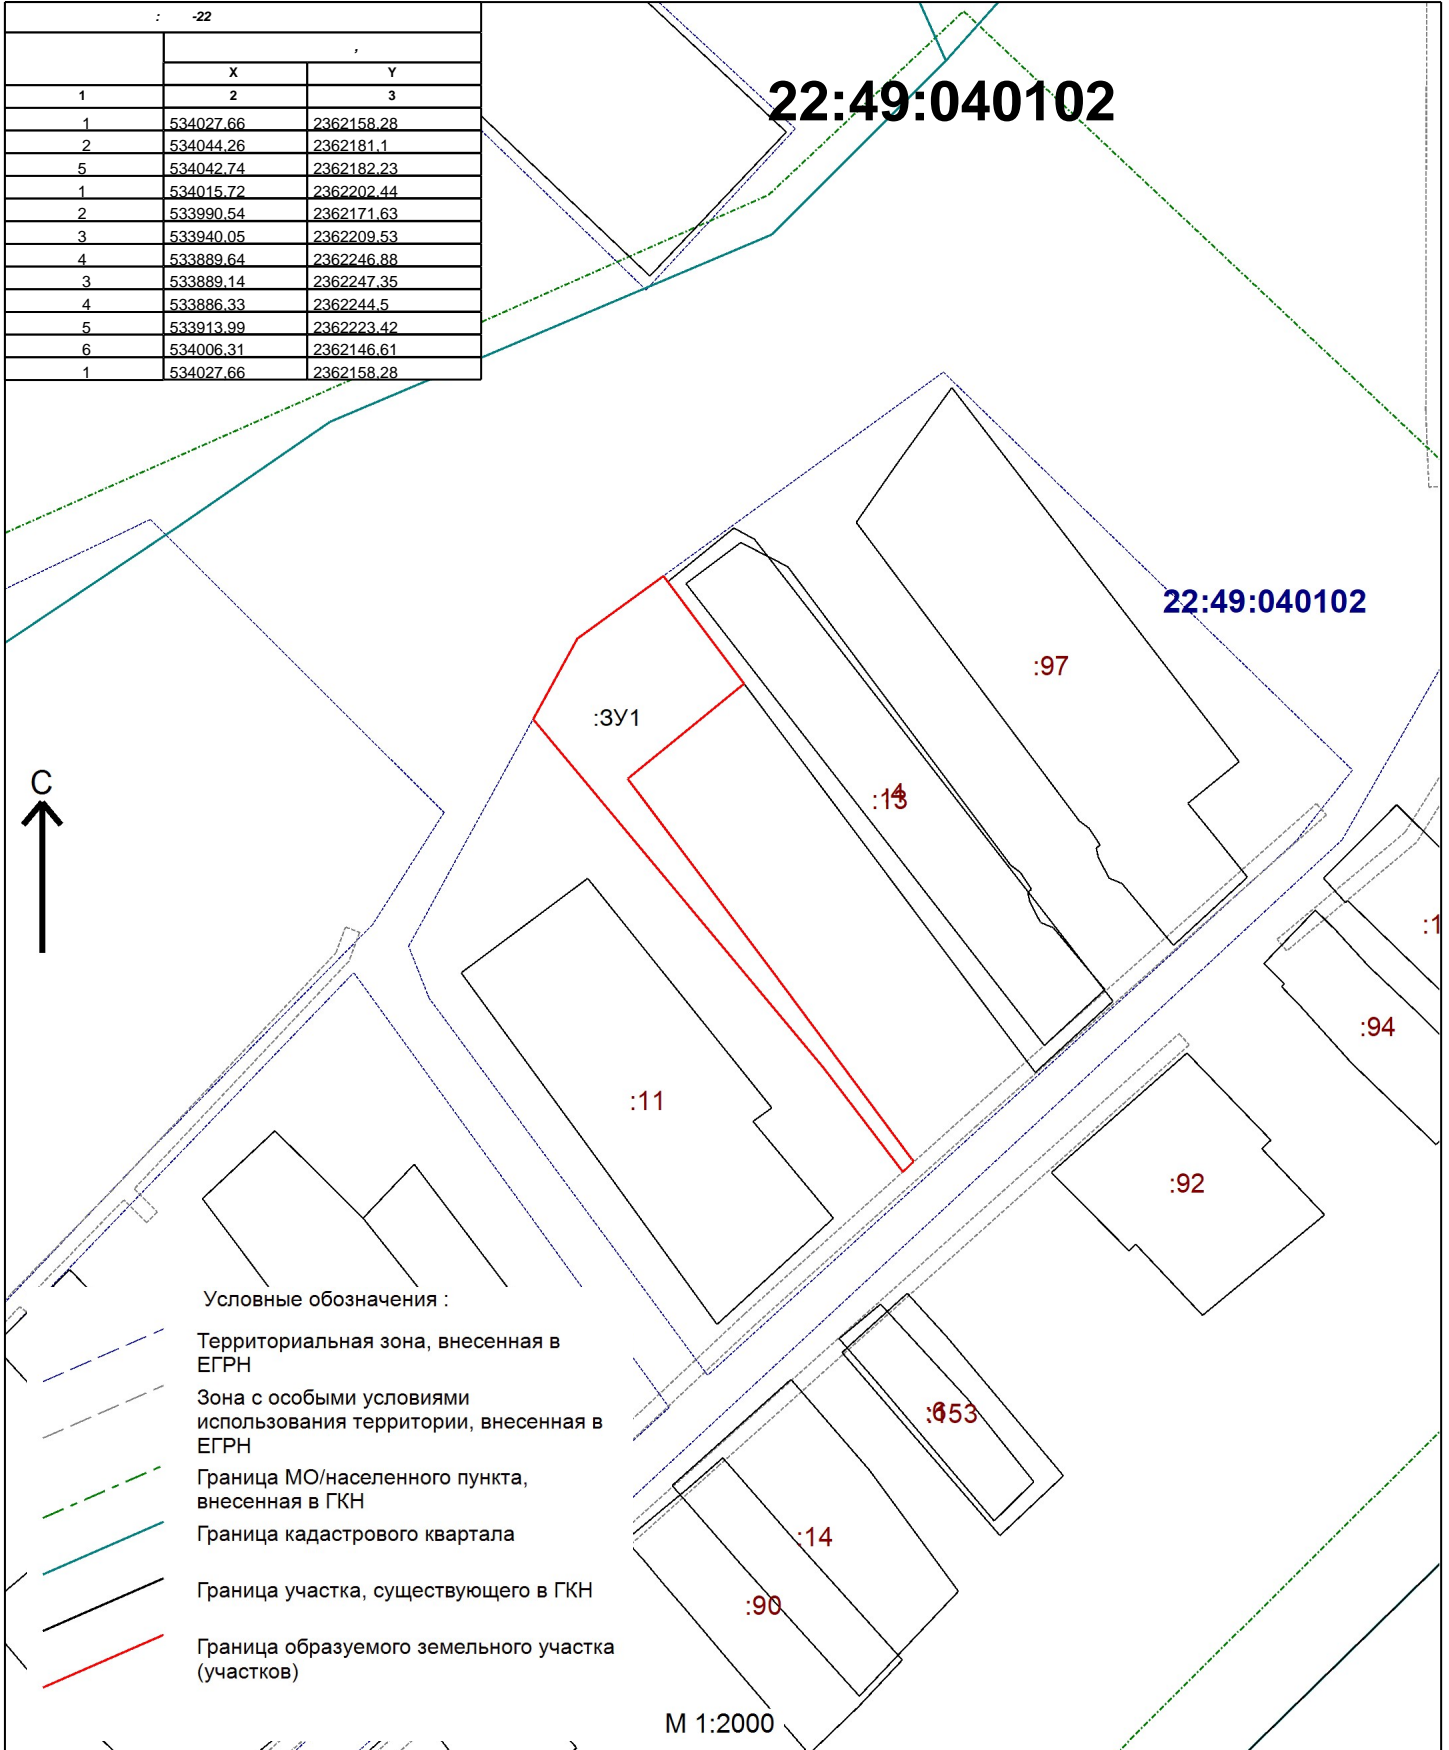 : -22
,
X Y
1 2 3
1 534027,66 2362158,28
2 534044,26 2362181,1
5 534042,74 2362182,23
1 534015,72 2362202,44
2 533990,54 2362171,63
3 533940,05 2362209,53
4 533889,64 2362246,88
3 533889,14 2362247,35
4 533886,33 2362244,5
5 533913,99 2362223,42
6 534006,31 2362146,61
1 534027,66 2362158,28
22:49:040102
22:49:040102
:97
:ЗУ1
С
:13
:1
:94
:11
:92
Условные обозначения :
Территориальная зона, внесенная в
ЕГРН
Зона с особыми условиями
использования территории, внесенная в
ЕГРН
Граница МО/населенного пункта,
внесенная в ГКН
Граница кадастрового квартала
Граница участка, существующего в ГКН
Граница образуемого земельного участка
(участков)
:153
:14
:90
М 1:2000